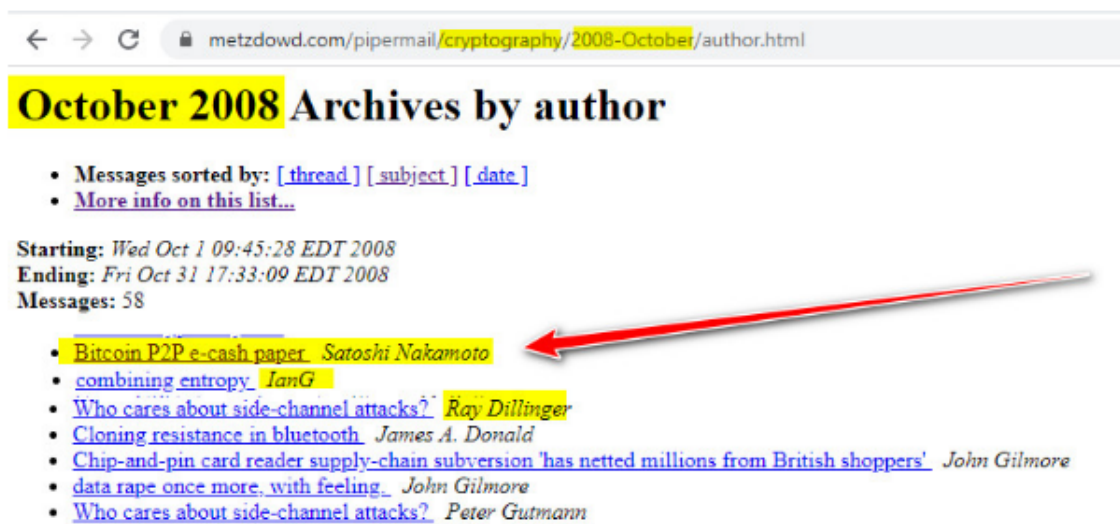 metzdowd.com/pipermail/cryptography/2008-October/author.html
October 2008 Archives by author
• Messages sorted by: [ thread ] [ subject ] [ date ]
• More info on this list...
Starting: Wed Oct 1 09:45:28 EDT 2008
Ending: Fri Oct 31 17:33:09 EDT 2008
Messages: 58
• Bitcoin P2P e-cash paper Satoshi Nakamoto
• combining entropy IanG
• Who cares about side-channel attacks? Ray Dillinger
• Cloning resistance in bluetooth James A. Donald
• Chip-and-pin card reader supply-chain subversion 'has netted millions from British shoppers' John Gilmore
• data rape once more, with feeling. John Gilmore
• Who cares about side-channel attacks? Peter Gutmann